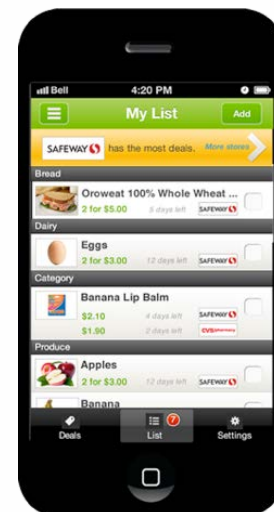 Bell 4:20 PM
My List Add
SAFEWAY has the most deals. More stores
Bread
Oroweat 100% Whole Wheat ...
2 for $5.00 5 days left SAFEWAY
Dairy
Eggs
2 for $3.00 12 days left SAFEWAY
Category
Banana Lip Balm
$2.10 4 days left SAFEWAY
$1.90 2 days left CVS/pharmacy
Produce
Apples
2 for $3.00 12 days left SAFEWAY
Banana
7
Deals List Settings